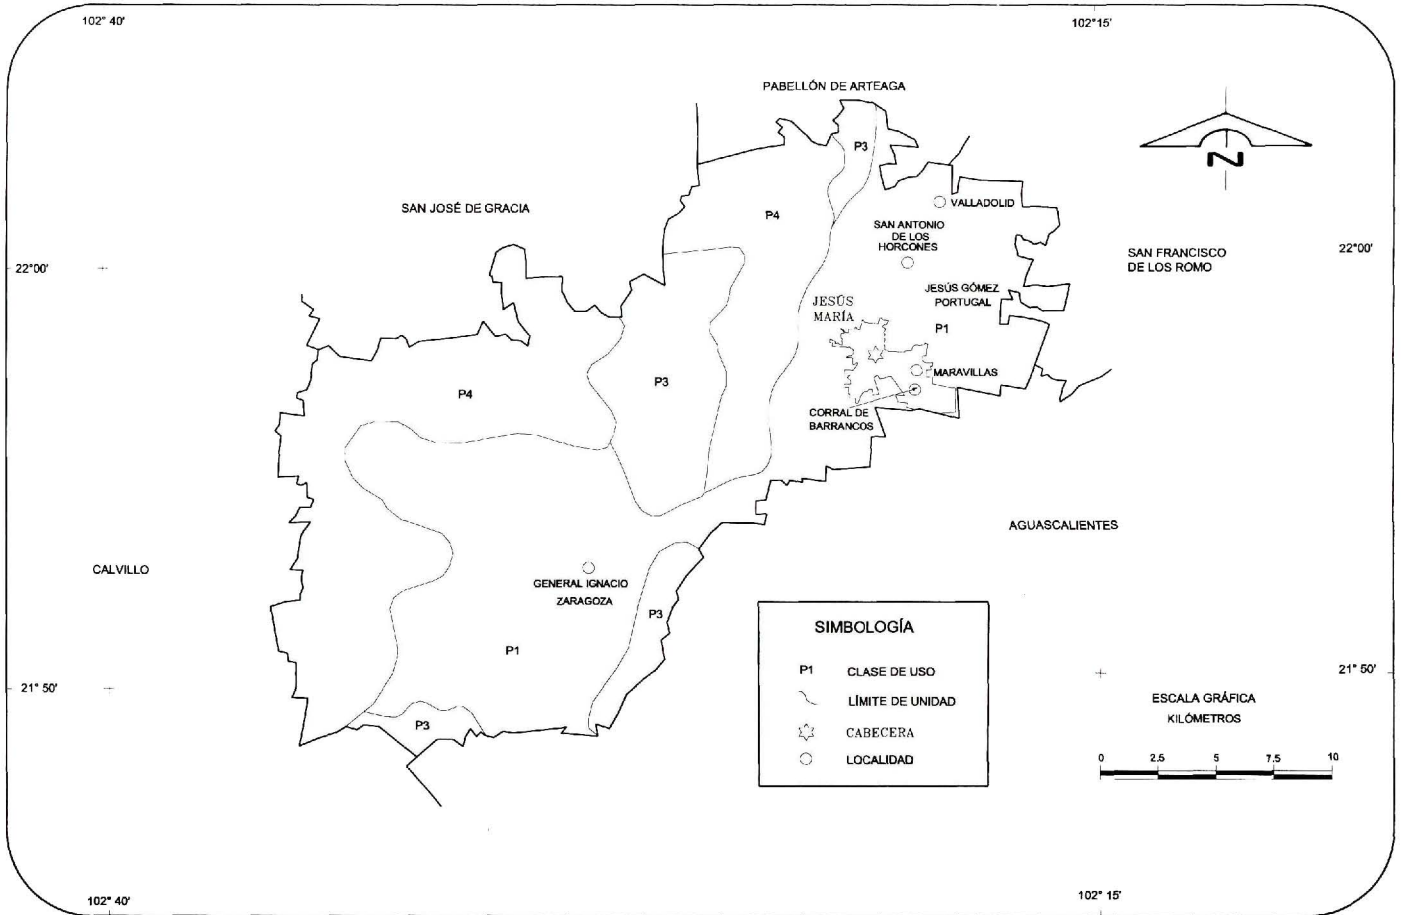 102° 40'
102° 15'
PABELLÓN DE ARTEAGA
P3
N
SAN JOSÉ DE GRACIA
P4
VALLADOLID
SAN ANTONIO
DE LOS
HORCONES
22°00'
22°00'
SAN FRANCISCO
DE LOS ROMO
JESÚS
MARÍA
JESÚS GÓMEZ
PORTUGAL
P1
P4
P3
MARAVILLAS
CORRAL DE
BARRANCOS
AGUASCALIENTES
CALVILLO
GENERAL IGNACIO
ZARAGOZA
P3
P1
P3
SIMBOLOGÍA
P1 CLASE DE USO
LÍMITE DE UNIDAD
CABECERA
LOCALIDAD
21° 50'
21° 50'
ESCALA GRÁFICA
KILÓMETROS
0 2.5 5 7.5 10
102° 40'
102° 15'